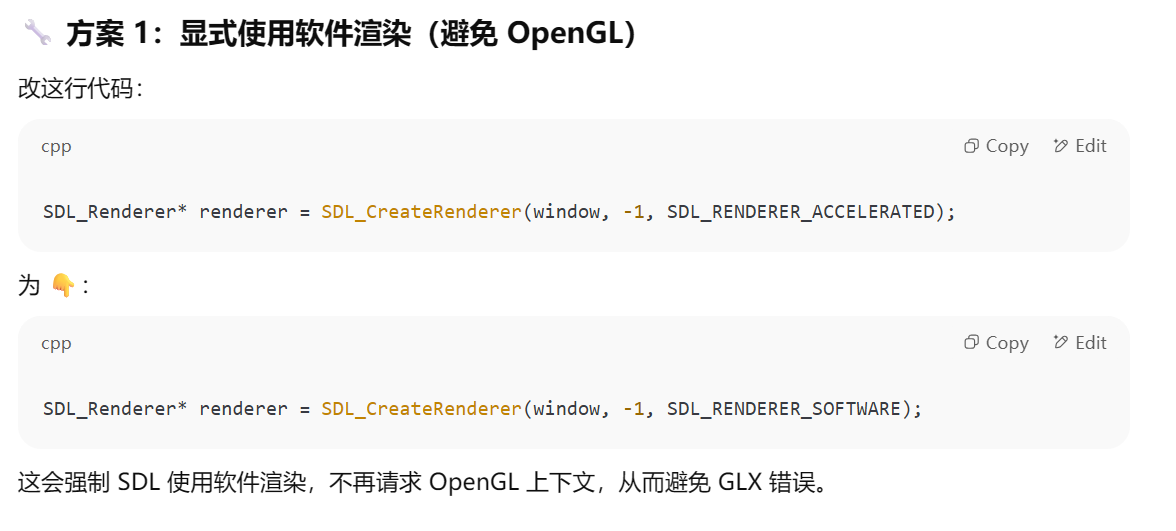 🔧 方案 1：显式使用软件渲染（避免 OpenGL）
改这行代码：
cpp Copy Edit
SDL_Renderer* renderer = SDL_CreateRenderer(window, -1, SDL_RENDERER_ACCELERATED);
为 👇：
cpp Copy Edit
SDL_Renderer* renderer = SDL_CreateRenderer(window, -1, SDL_RENDERER_SOFTWARE);
这会强制 SDL 使用软件渲染，不再请求 OpenGL 上下文，从而避免 GLX 错误。